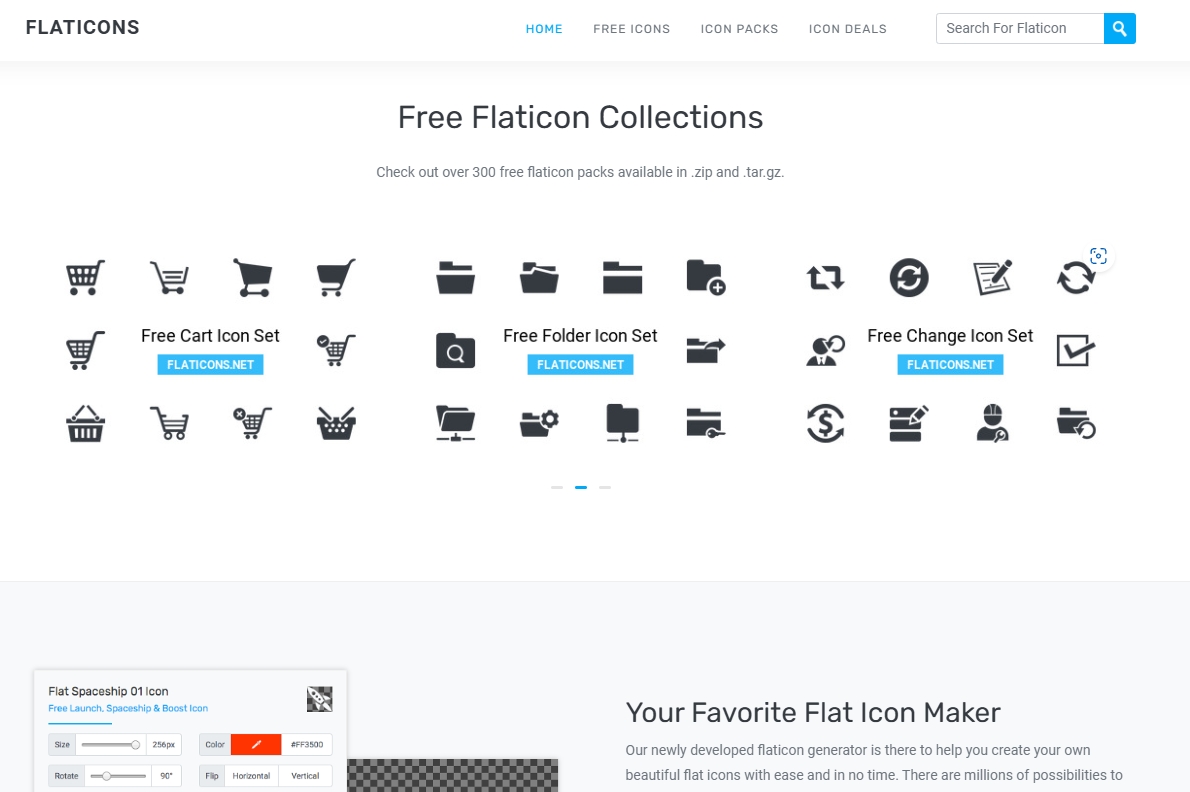 FLATICONS
HOME FREE ICONS ICON PACKS ICON DEALS
Search For Flaticon
Free Flaticon Collections
Check out over 300 free flaticon packs available in .zip and .tar.gz.
Free Cart Icon Set
FLATICONS.NET
Free Folder Icon Set
FLATICONS.NET
Free Change Icon Set
FLATICONS.NET
Flat Spaceship 01 Icon
Free Launch, Spaceship & Boost Icon
Size 256px Color #FF3500
Rotate 90° Flip Horizontal Vertical
Your Favorite Flat Icon Maker
Our newly developed flaticon generator is there to help you create your own
beautiful flat icons with ease and in no time. There are millions of possibilities to